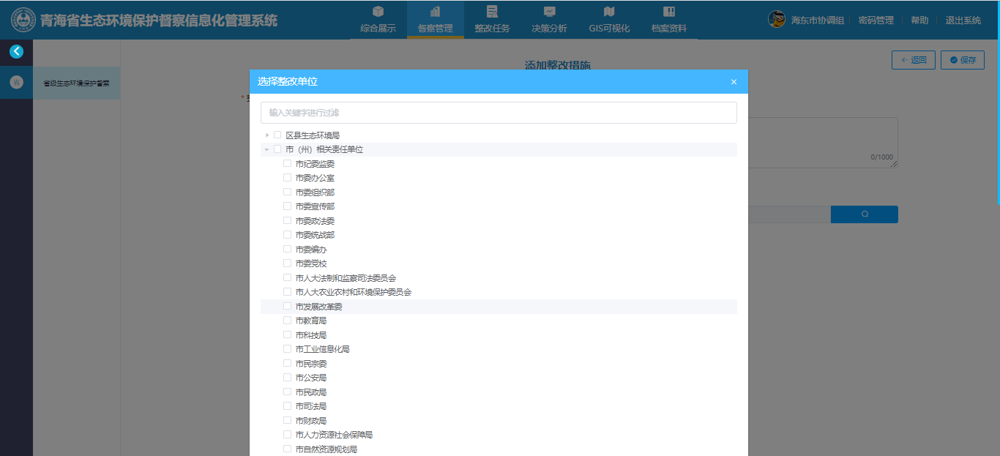 青海省生态环境保护督察信息化管理系统
综合展示
督察管理
整改任务
决策分析
GIS可视化
档案资料
海东市协调组
密码管理
帮助
退出系统
省
省级生态环境保护督察
添加整改措施
← 返回
保存
*
选择整改单位
×
输入关键字进行过滤
区县生态环境局
市（州）相关责任单位
市纪委监委
市委办公室
市委组织部
市委宣传部
市委政法委
市委统战部
市委编办
市委党校
市人大法制和监察司法委员会
市人大农业农村和环境保护委员会
市发展改革委
市教育局
市科技局
市工业信息化局
市民宗委
市公安局
市民政局
市司法局
市财政局
市人力资源社会保障局
市自然资源规划局
0/1000